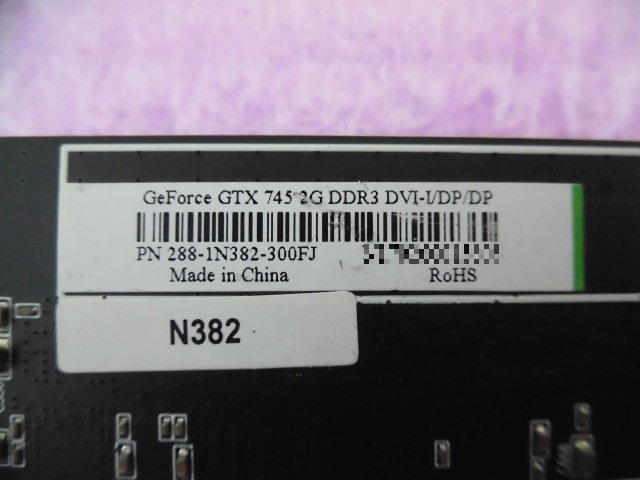 GeForce GTX 745 2G DDR3 DVI-I/DP/DP
PN 288-1N382-300FJ
Made in China RoHS
N382